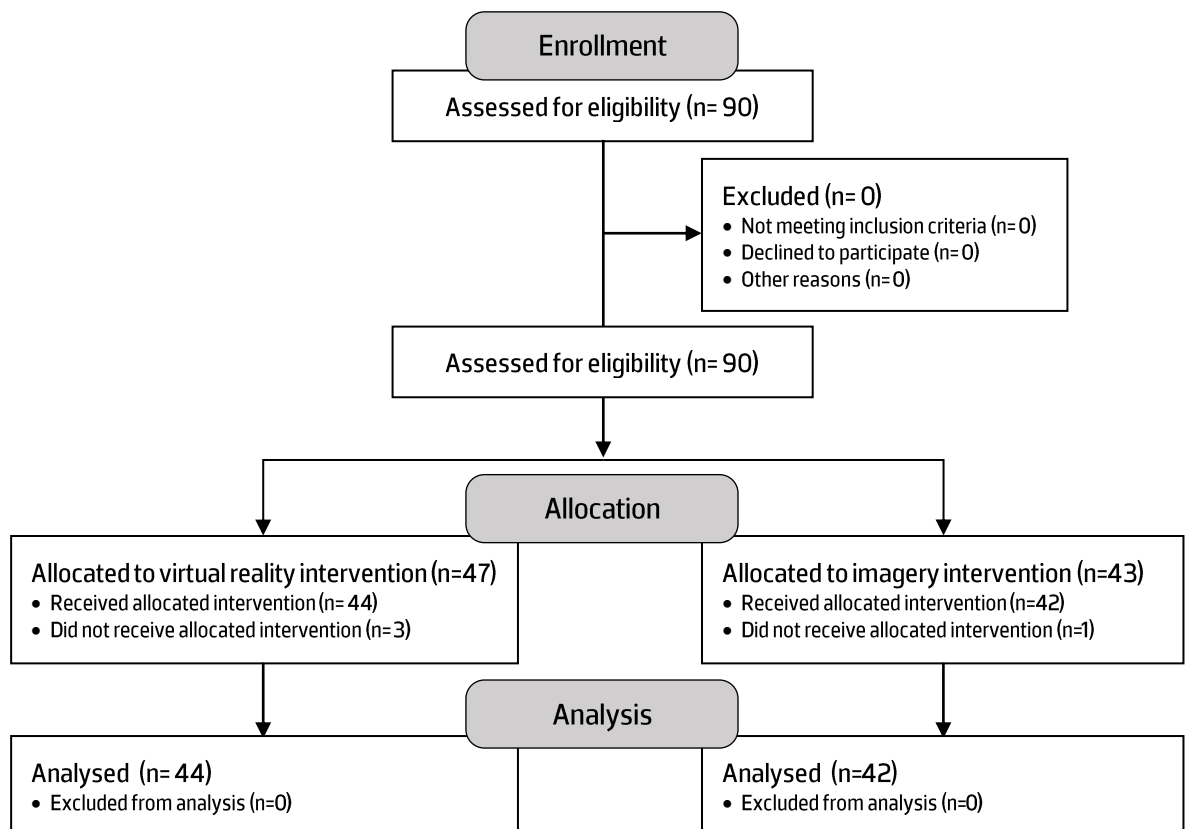 Enrollment
Assessed for eligibility (n= 90)
Excluded (n= 0)
• Not meeting inclusion criteria (n= 0)
• Declined to participate (n= 0)
• Other reasons (n= 0)
Assessed for eligibility (n= 90)
Allocation
Allocated to virtual reality intervention (n=47)
• Received allocated intervention (n= 44)
• Did not receive allocated intervention (n=3)
Allocated to imagery intervention (n=43)
• Received allocated intervention (n=42)
• Did not receive allocated intervention (n=1)
Analysis
Analysed (n= 44)
• Excluded from analysis (n=0)
Analysed (n=42)
• Excluded from analysis (n=0)